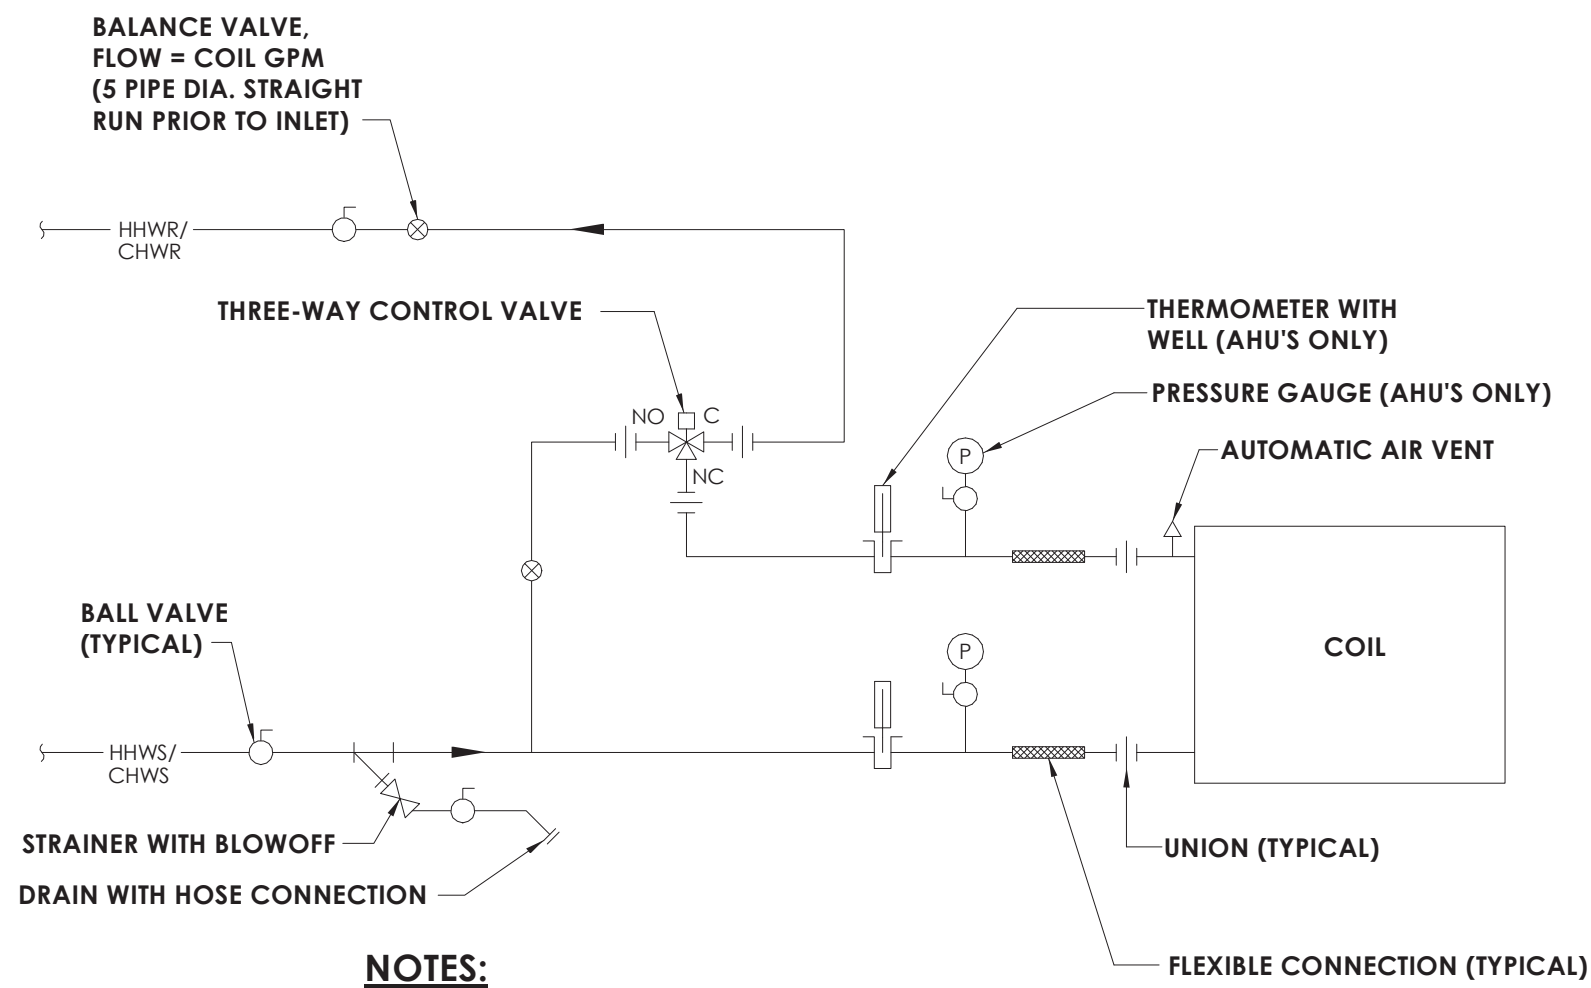 BALANCE VALVE,
FLOW = COIL GPM
(5 PIPE DIA. STRAIGHT
RUN PRIOR TO INLET)
HHWR/
CHWR
THREE-WAY CONTROL VALVE
THERMOMETER WITH
WELL (AHU'S ONLY)
PRESSURE GAUGE (AHU'S ONLY)
NO
C
NC
P
AUTOMATIC AIR VENT
BALL VALVE
(TYPICAL)
P
COIL
HHWS/
CHWS
STRAINER WITH BLOWOFF
UNION (TYPICAL)
DRAIN WITH HOSE CONNECTION
FLEXIBLE CONNECTION (TYPICAL)
NOTES: